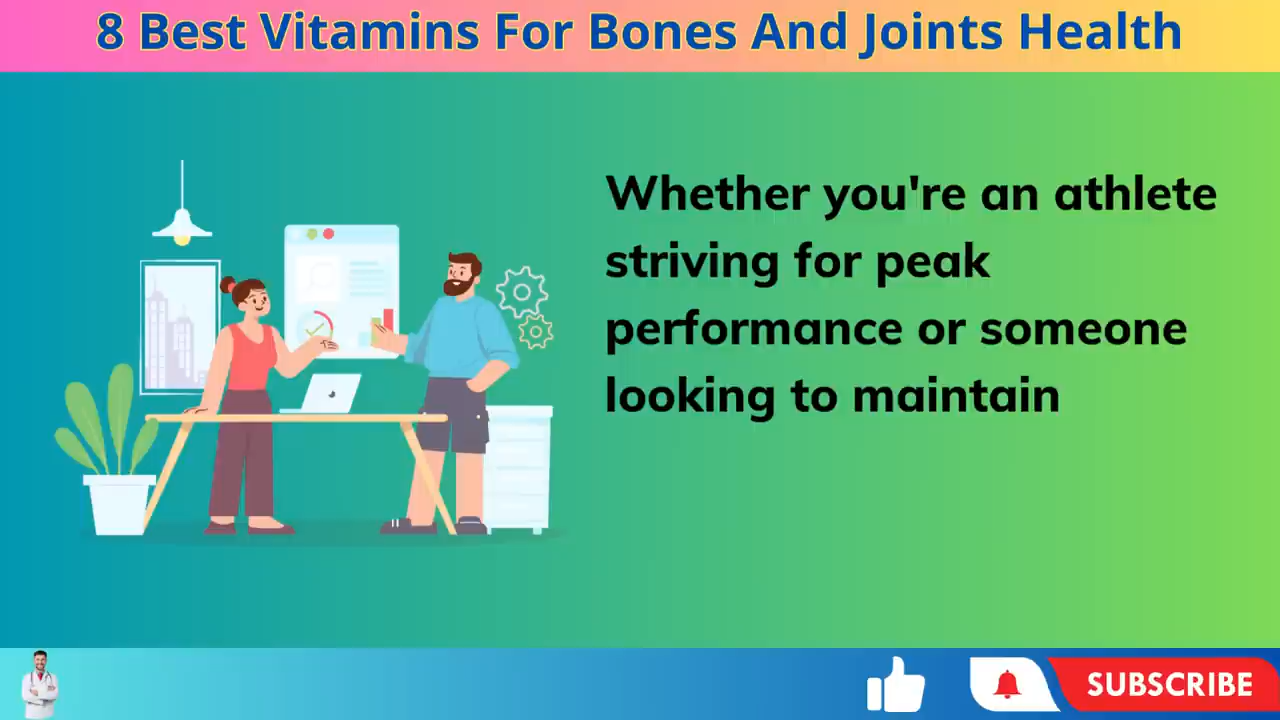 8 Best Vitamins For Bones And Joints Health
Whether you're an athlete
striving for peak
performance or someone
looking to maintain
SUBSCRIBE